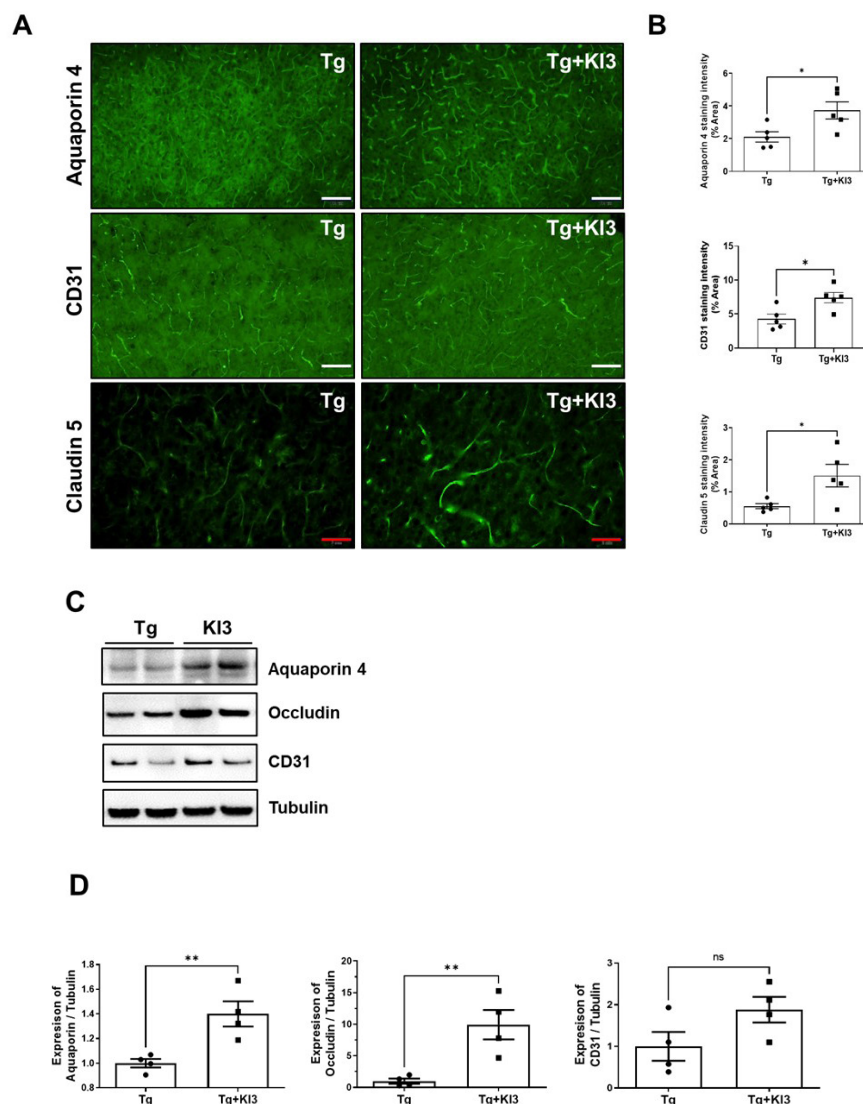 A
B
Aquaporin 4
Tg
Tg+KI3
CD31
Tg
Tg+KI3
Claudin 5
Tg
Tg+KI3
Aquaporin 4 staining intensity
(% Area)
6
4
2
0
*
Tg
Tg+KI3
CD31 staining intensity
(% Area)
15
10
5
0
*
Tg
Tg+KI3
Claudin 5 staining intensity
(% Area)
3
2
1
0
*
Tg
Tg+KI3
C
Tg KI3
Aquaporin 4
Occludin
CD31
Tubulin
D
Expresison of
Aquaporin / Tubulin
1.8
1.6
1.4
1.2
1.0
0.8
**
Tg
Tg+KI3
Expresison of
Occludin / Tubulin
20
15
10
5
0
**
Tg
Tg+KI3
Expresison of
CD31 / Tubulin
3
2
1
0
ns
Tg
Tg+KI3